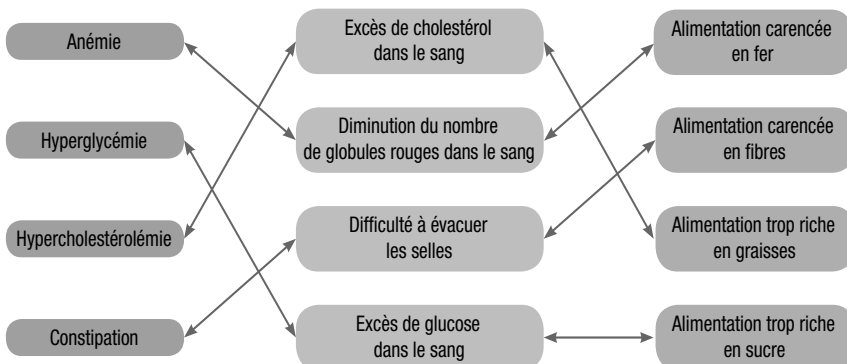 Anémie
Hyperglycémie
Hypercholestérolémie
Constipation
Excès de cholestérol
dans le sang
Diminution du nombre
de globules rouges dans le sang
Difficulté à évacuer
les selles
Excès de glucose
dans le sang
Alimentation carencée
en fer
Alimentation carencée
en fibres
Alimentation trop riche
en graisses
Alimentation trop riche
en sucre